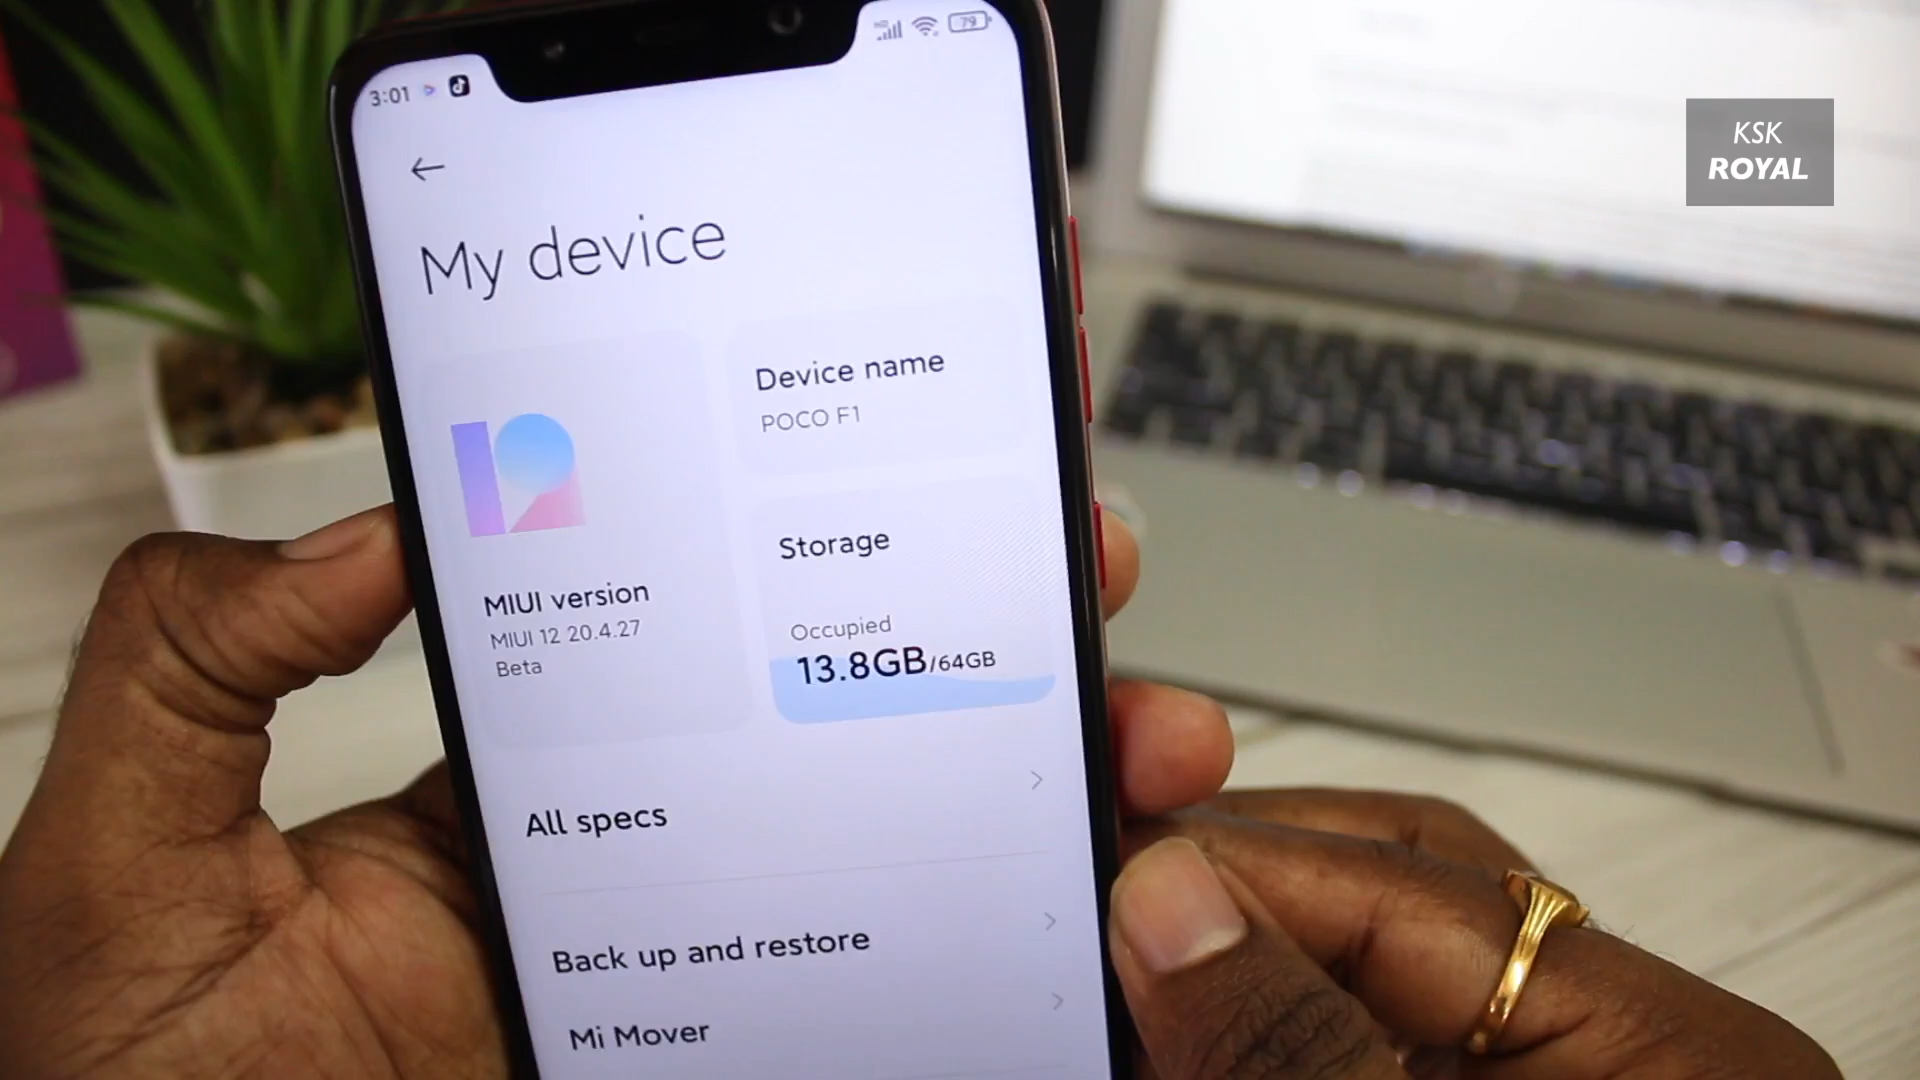 3:01
HD
79
KSK
ROYAL
My device
Device name
POCO F1
MIUI version
MIUI 12 20.4.27
Beta
Storage
Occupied
13.8GB/64GB
All specs
Back up and restore
Mi Mover